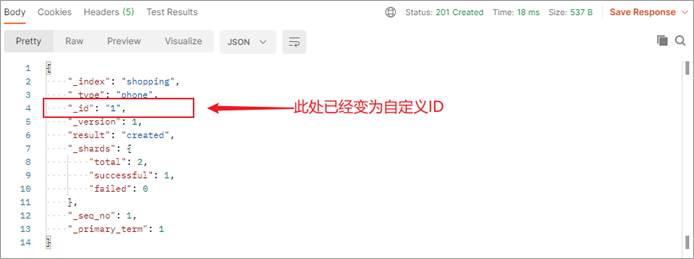 Body Cookies Headers (5) Test Results Status: 201 Created Time: 18 ms Size: 537 B Save Response
Pretty Raw Preview Visualize JSON
1 {
2 "_index": "shopping",
3 "_type": "phone",
4 "_id": "1", 此处已经变为自定义ID
5 "_version": 1,
6 "result": "created",
7 "_shards": {
8 "total": 2,
9 "successful": 1,
10 "failed": 0
11 },
12 "_seq_no": 1,
13 "_primary_term": 1
14 }